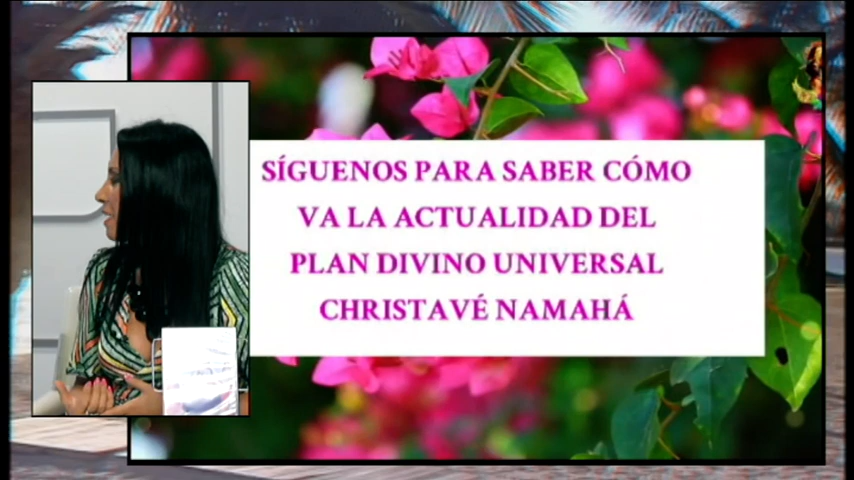 SÍGUENOS PARA SABER CÓMO
VA LA ACTUALIDAD DEL
PLAN DIVINO UNIVERSAL
CHRISTAVÉ NAMAHÁ